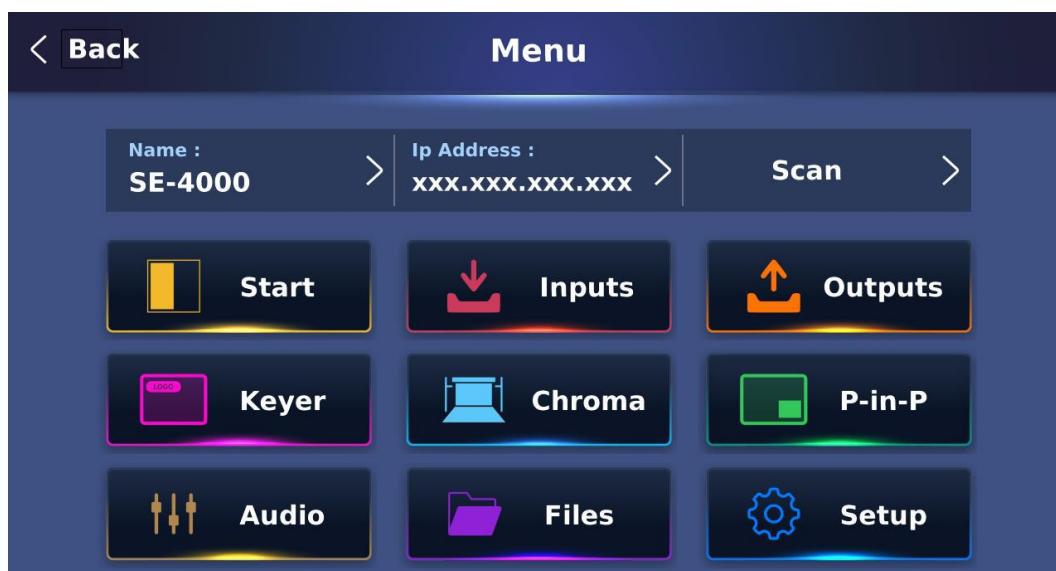 Back
Menu
Name :
SE-4000
Ip Address :
xxx.xxx.xxx.xxx
Scan
Start
Inputs
Outputs
LOGO
Keyer
Chroma
P-in-P
Audio
Files
Setup